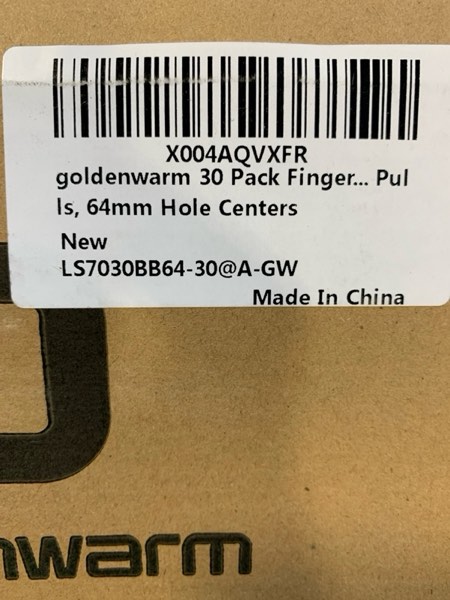 X004AQVXFR
goldenwarm 30 Pack Finger... Pul
ls, 64mm Hole Centers
New
LS7030BB64-30@A-GW
Made In China
nwarm